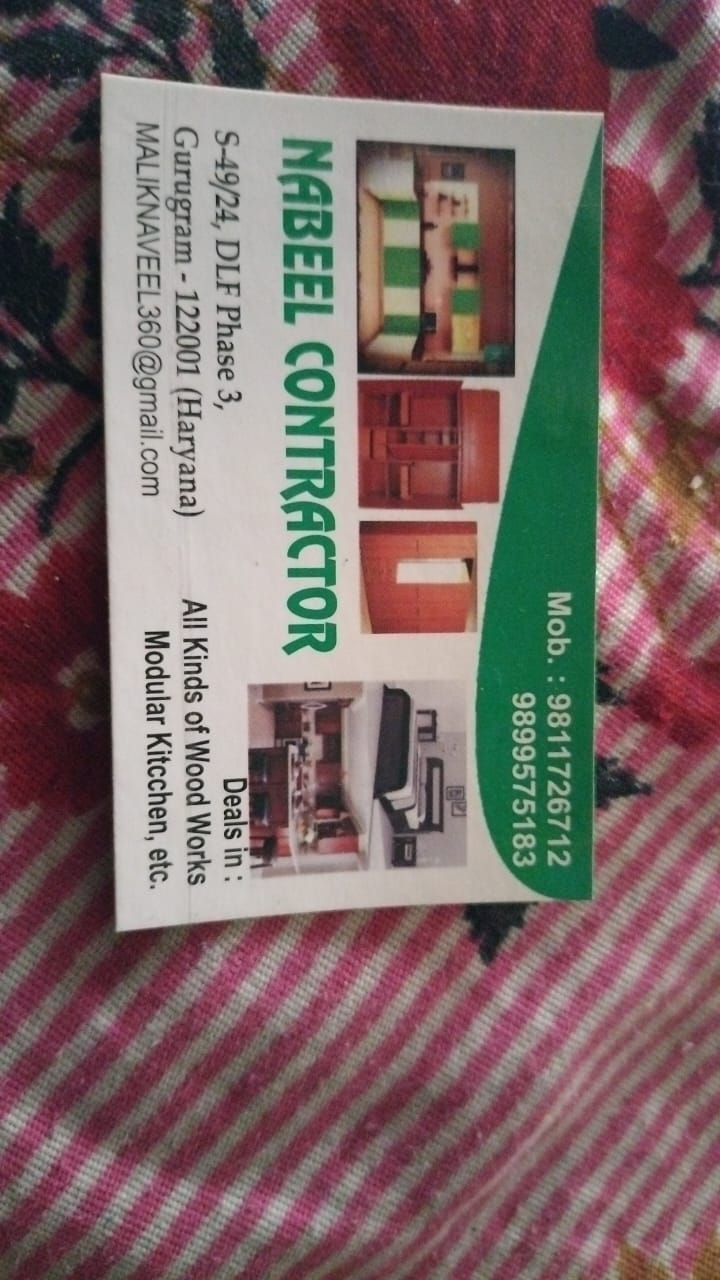 Mob. : 9811726712
9899575183
NABEEL CONTRACTOR
S-49/24, DLF Phase 3,
Gurugram - 122001 (Haryana)
MALIKNAVEEL360@gmail.com
Deals in :
All Kinds of Wood Works
Modular Kitcchen, etc.